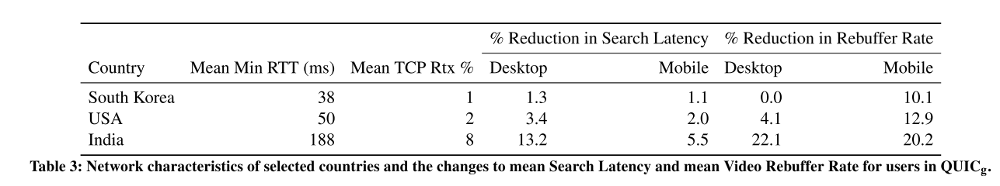 % Reduction in Search Latency % Reduction in Rebuffer Rate
Country Mean Min RTT (ms) Mean TCP Rtx % Desktop Mobile Desktop Mobile
South Korea 38 1 1.3 1.1 0.0 10.1
USA 50 2 3.4 2.0 4.1 12.9
India 188 8 13.2 5.5 22.1 20.2
Table 3: Network characteristics of selected countries and the changes to mean Search Latency and mean Video Rebuffer Rate for users in QUICg.